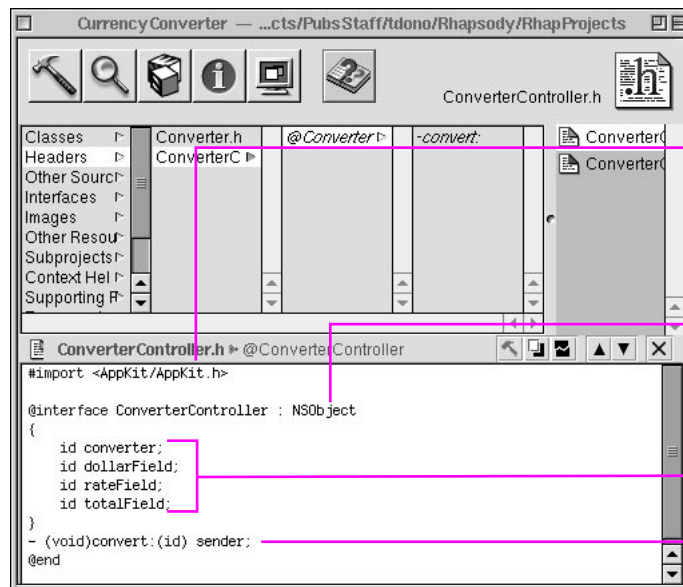 CurrencyConverter — ...cts/PubsStaff/tdono/Rhapsody/RhapProjects
ConverterController.h
.h
Classes
Headers
Other Sourc
Interfaces
Images
Other Resou
Subprojects
Context Hel
Supporting F
Converter.h
ConverterC
@Converter
-convert:
Converter(
Converter(
ConverterController.h @ConverterController
#import <AppKit/AppKit.h>
@interface ConverterController : NSObject
{
id converter;
id dollarField;
id rateField;
id totalField;
}
- (void)convert:(id) sender;
@end